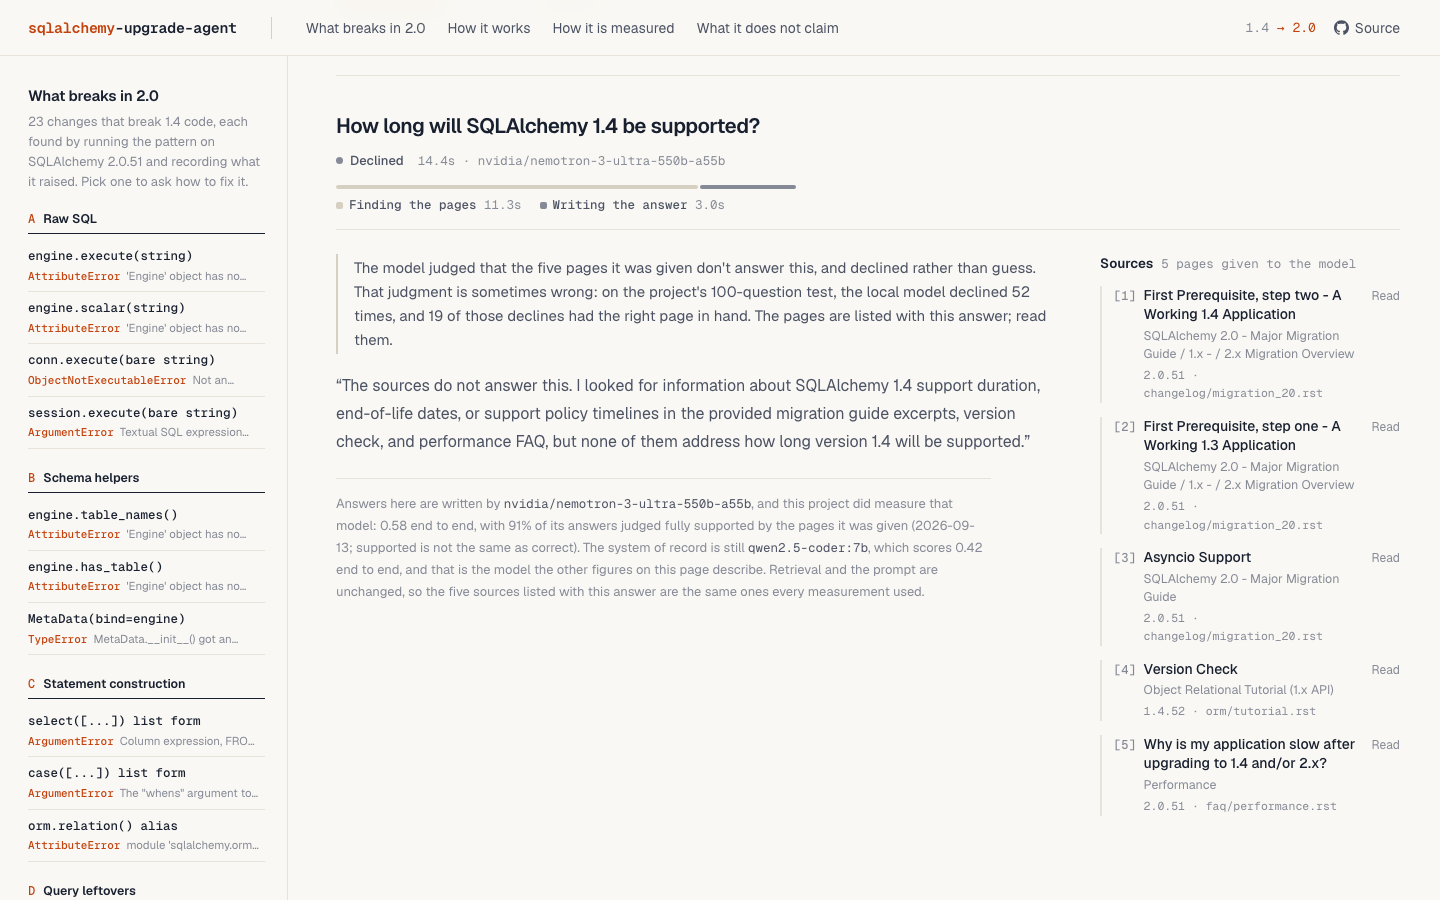 sqlalchemy-upgrade-agent
What breaks in 2.0
How it works
How it is measured
What it does not claim
1.4 → 2.0
Source
What breaks in 2.0
23 changes that break 1.4 code, each
found by running the pattern on
SQLAlchemy 2.0.51 and recording what
it raised. Pick one to ask how to fix it.
A Raw SQL
engine.execute(string)
AttributeError 'Engine' object has no…
engine.scalar(string)
AttributeError 'Engine' object has no…
conn.execute(bare string)
ObjectNotExecutableError Not an…
session.execute(bare string)
ArgumentError Textual SQL expression…
B Schema helpers
engine.table_names()
AttributeError 'Engine' object has no…
engine.has_table()
AttributeError 'Engine' object has no…
MetaData(bind=engine)
TypeError MetaData.__init__() got an…
C Statement construction
select([...]) list form
ArgumentError Column expression, FRO…
case([...]) list form
ArgumentError The "whens" argument to…
orm.relation() alias
AttributeError module 'sqlalchemy.orm…
D Query leftovers
How long will SQLAlchemy 1.4 be supported?
Declined 14.4s · nvidia/nemotron-3-ultra-550b-a55b
Finding the pages 11.3s Writing the answer 3.0s
The model judged that the five pages it was given don't answer this, and declined rather than guess.
That judgment is sometimes wrong: on the project's 100-question test, the local model declined 52
times, and 19 of those declines had the right page in hand. The pages are listed with this answer; read
them.
“The sources do not answer this. I looked for information about SQLAlchemy 1.4 support duration,
end-of-life dates, or support policy timelines in the provided migration guide excerpts, version
check, and performance FAQ, but none of them address how long version 1.4 will be supported.”
Answers here are written by nvidia/nemotron-3-ultra-550b-a55b, and this project did measure that
model: 0.58 end to end, with 91% of its answers judged fully supported by the pages it was given (2026-09-
13; supported is not the same as correct). The system of record is still qwen2.5-coder:7b, which scores 0.42
end to end, and that is the model the other figures on this page describe. Retrieval and the prompt are
unchanged, so the five sources listed with this answer are the same ones every measurement used.
Sources 5 pages given to the model
[1] First Prerequisite, step two - A Read
Working 1.4 Application
SQLAlchemy 2.0 - Major Migration
Guide / 1.x - / 2.x Migration Overview
2.0.51 ·
changelog/migration_20.rst
[2] First Prerequisite, step one - A Read
Working 1.3 Application
SQLAlchemy 2.0 - Major Migration
Guide / 1.x - / 2.x Migration Overview
2.0.51 ·
changelog/migration_20.rst
[3] Asyncio Support Read
SQLAlchemy 2.0 - Major Migration
Guide
2.0.51 ·
changelog/migration_20.rst
[4] Version Check Read
Object Relational Tutorial (1.x API)
1.4.52 · orm/tutorial.rst
[5] Why is my application slow after Read
upgrading to 1.4 and/or 2.x?
Performance
2.0.51 · faq/performance.rst